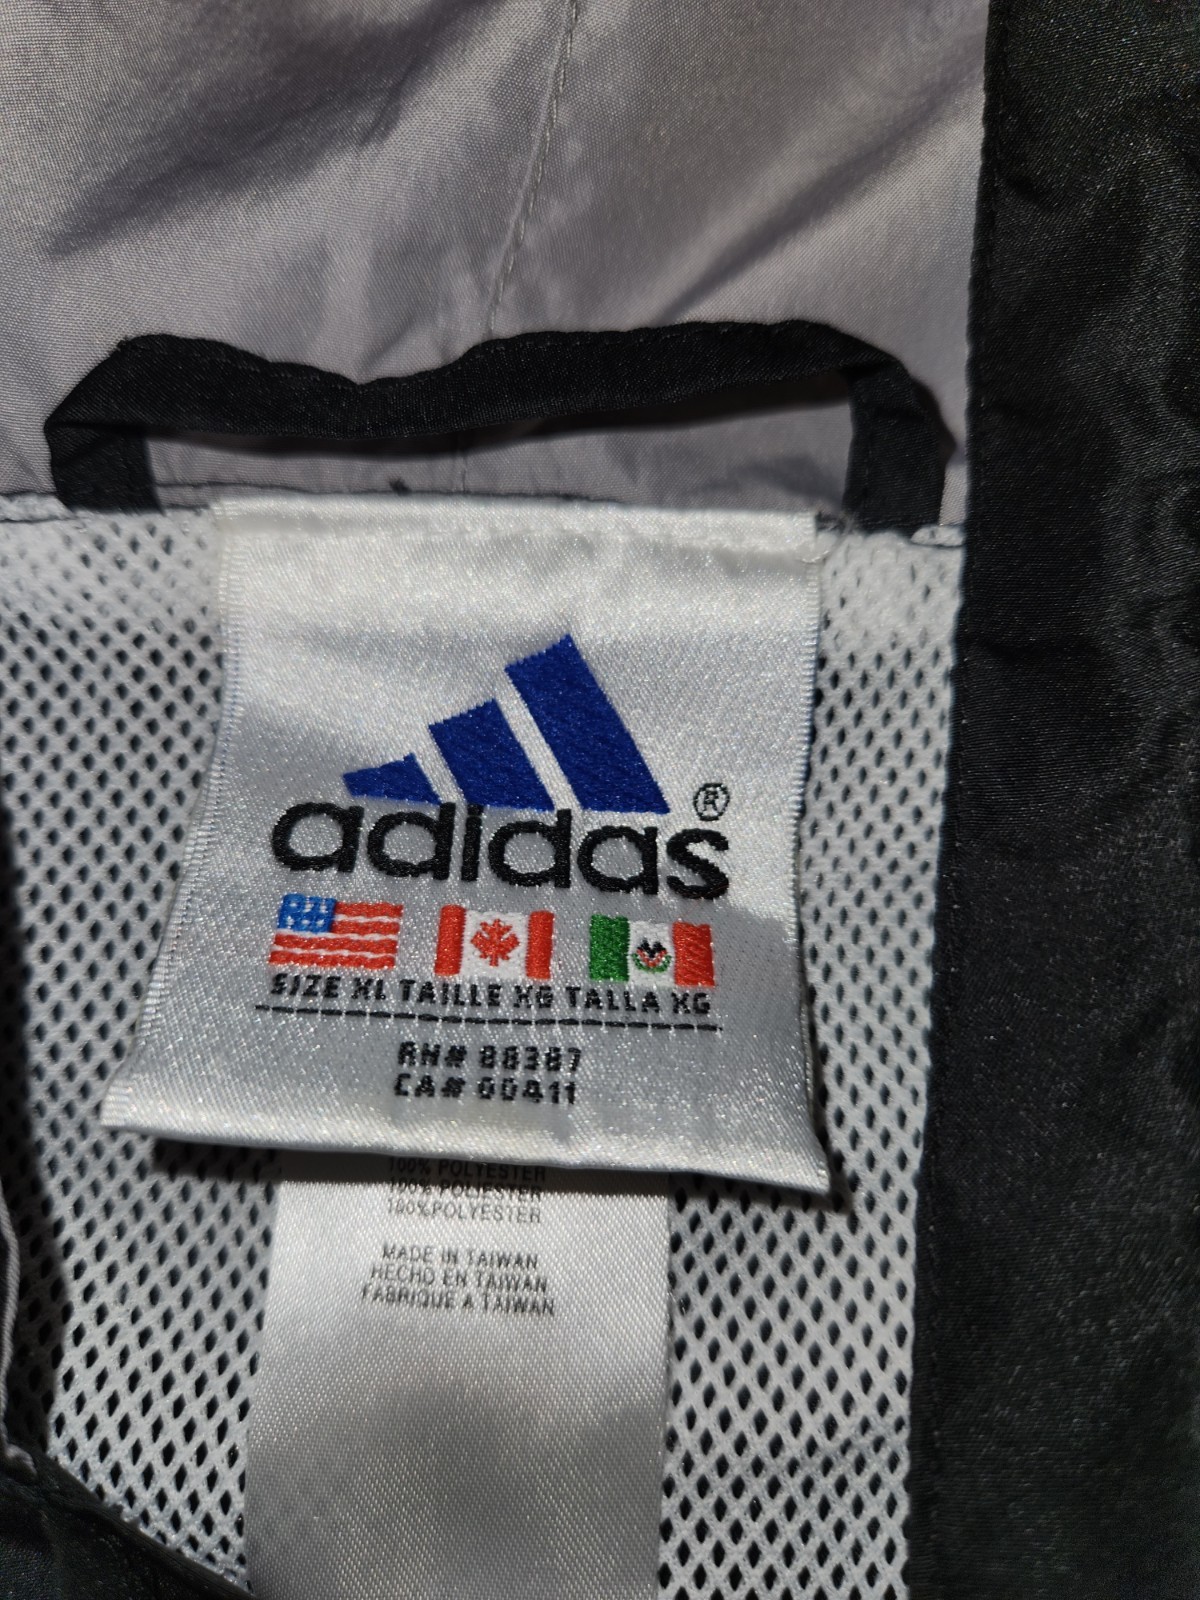 adidas®
SIZE XL TAILLE XG TALLA XG
RN# 88387
CA# 00411
100% POLYESTER
100% POLYESTER
100%POLYESTER
MADE IN TAIWAN
HECHO EN TAIWAN
FABRIQUE A TAIWAN